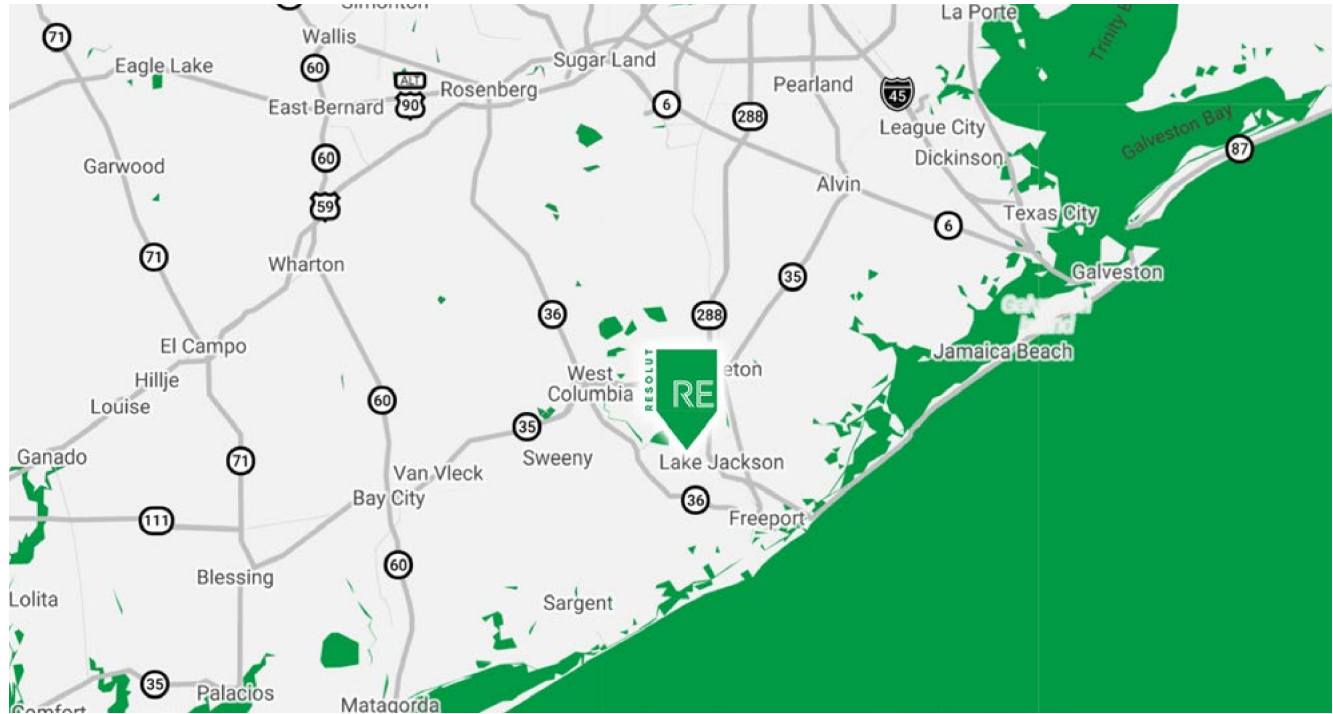 Simonton
La Porte
71
Wallis
Trinity B
Eagle Lake
60
ALT
90
Sugar Land
Rosenberg
Pearland
45
East Bernard
6
288
League City
Galveston Bay
87
Dickinson
Garwood
60
Alvin
59
Texas City
6
71
Wharton
Galveston
35
36
288
El Campo
Jamaica Beach
RESOLUT
RE
eton
West
Columbia
Hillje
Louise
60
35
Ganado
71
Sweeny
Lake Jackson
Van Vleck
Bay City
36
111
Freeport
60
Blessing
Lolita
Sargent
35
Palacios
Matagorda
Comfort